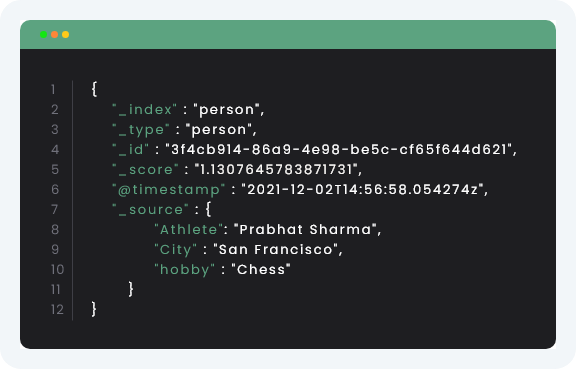 1 {
2 "_index" : "person",
3 "_type" : "person",
4 "_id" : "3f4cb914-86a9-4e98-be5c-cf65f644d621",
5 "_score" : "1.1307645783871731",
6 "@timestamp" : "2021-12-02T14:56:58.054274z",
7 "_source" : {
8 "Athlete": "Prabhat Sharma",
9 "City" : "San Francisco",
10 "hobby" : "Chess"
11 }
12 }